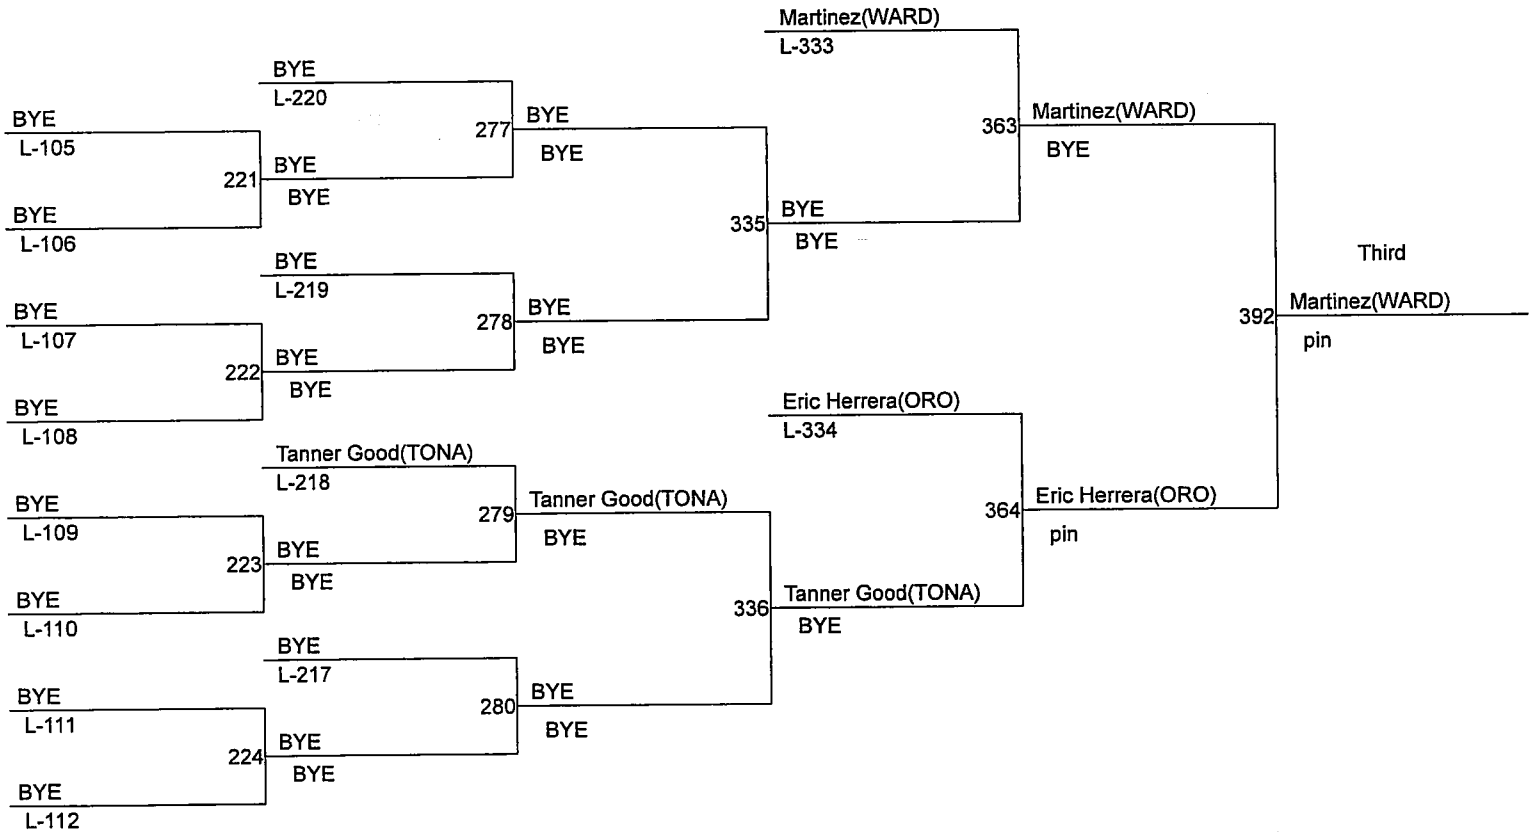 Martinez(WARD)
L-333
BYE
L-220
BYE
L-105
277
BYE
BYE
363
Martinez(WARD)
BYE
221
BYE
BYE
BYE
L-106
335
BYE
BYE
BYE
L-219
Third
BYE
L-107
278
BYE
BYE
392
Martinez(WARD)
pin
222
BYE
BYE
BYE
L-108
Eric Herrera(ORO)
L-334
Tanner Good(TONA)
L-218
BYE
L-109
279
Tanner Good(TONA)
BYE
364
Eric Herrera(ORO)
pin
223
BYE
BYE
BYE
L-110
336
Tanner Good(TONA)
BYE
BYE
L-217
BYE
L-111
280
BYE
BYE
224
BYE
BYE
BYE
L-112